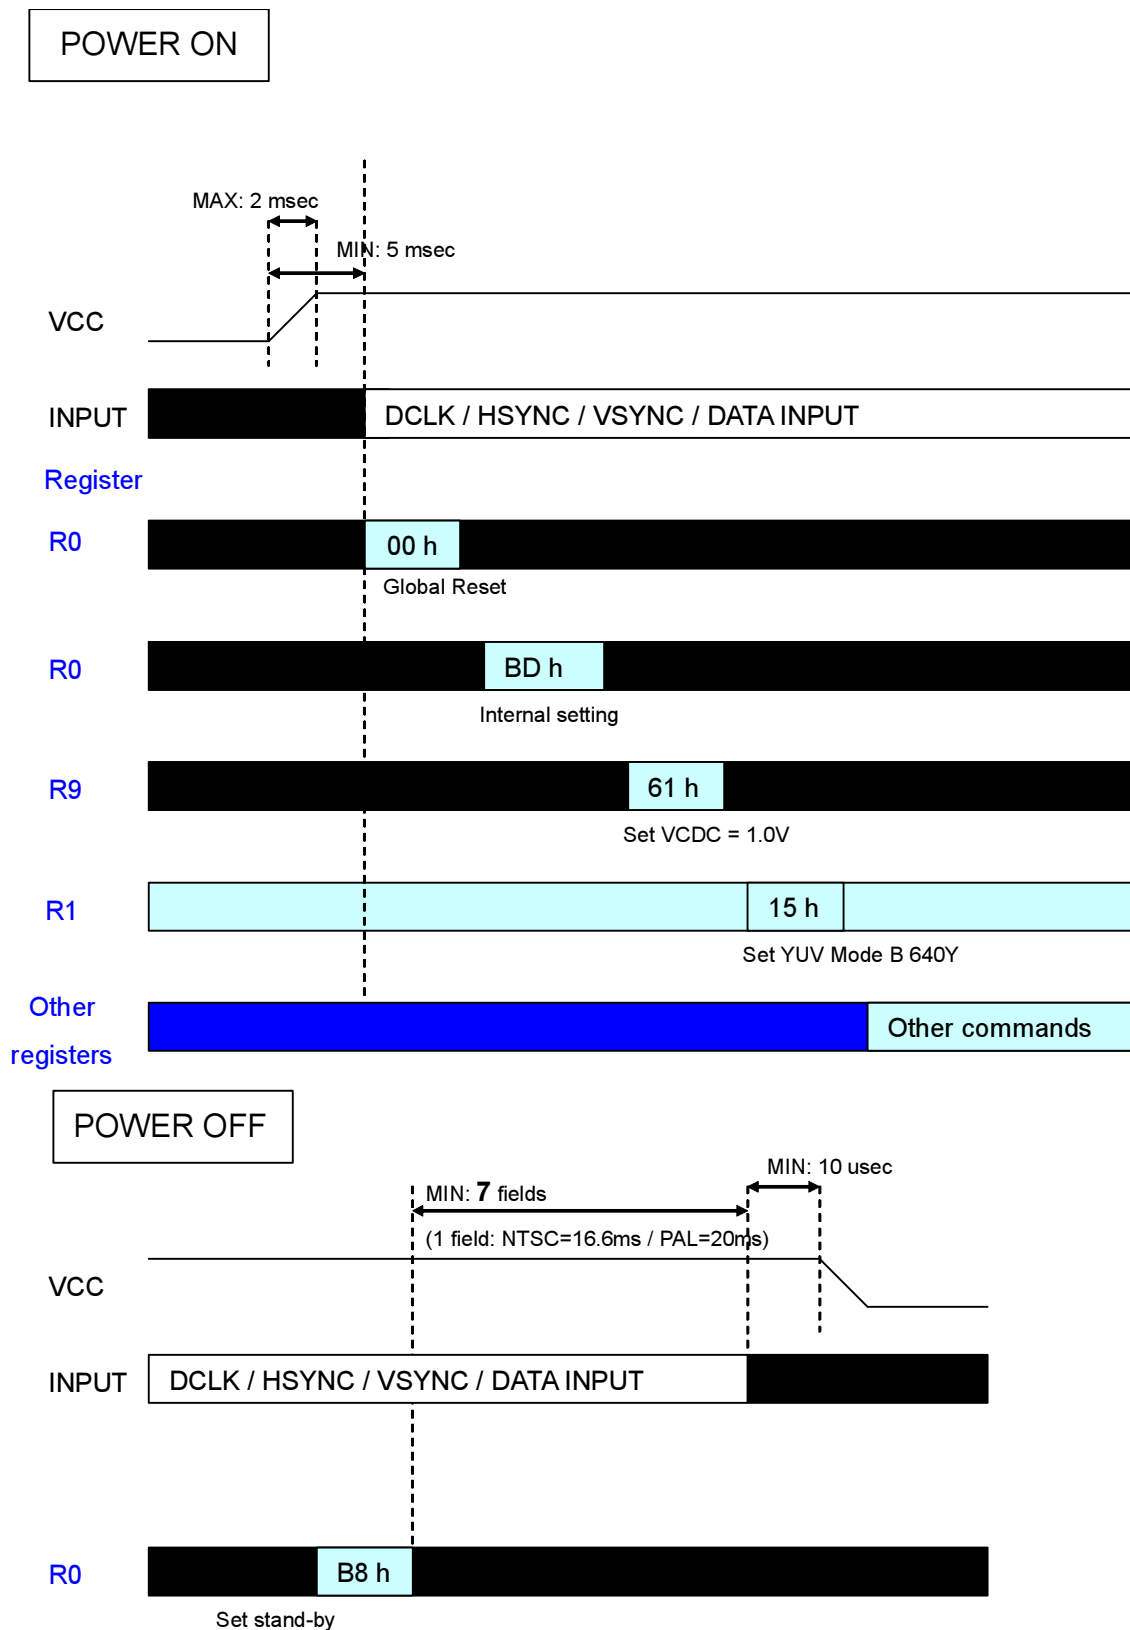 POWER ON
MAX: 2 msec
MIN: 5 msec
VCC
INPUT
DCLK / HSYNC / VSYNC / DATA INPUT
Register
R0
00 h
Global Reset
R0
BD h
Internal setting
R9
61 h
Set VCDC = 1.0V
R1
15 h
Set YUV Mode B 640Y
Other
registers
Other commands
POWER OFF
MIN: 10 usec
MIN: 7 fields
(1 field: NTSC=16.6ms / PAL=20ms)
VCC
INPUT
DCLK / HSYNC / VSYNC / DATA INPUT
R0
B8 h
Set stand-by